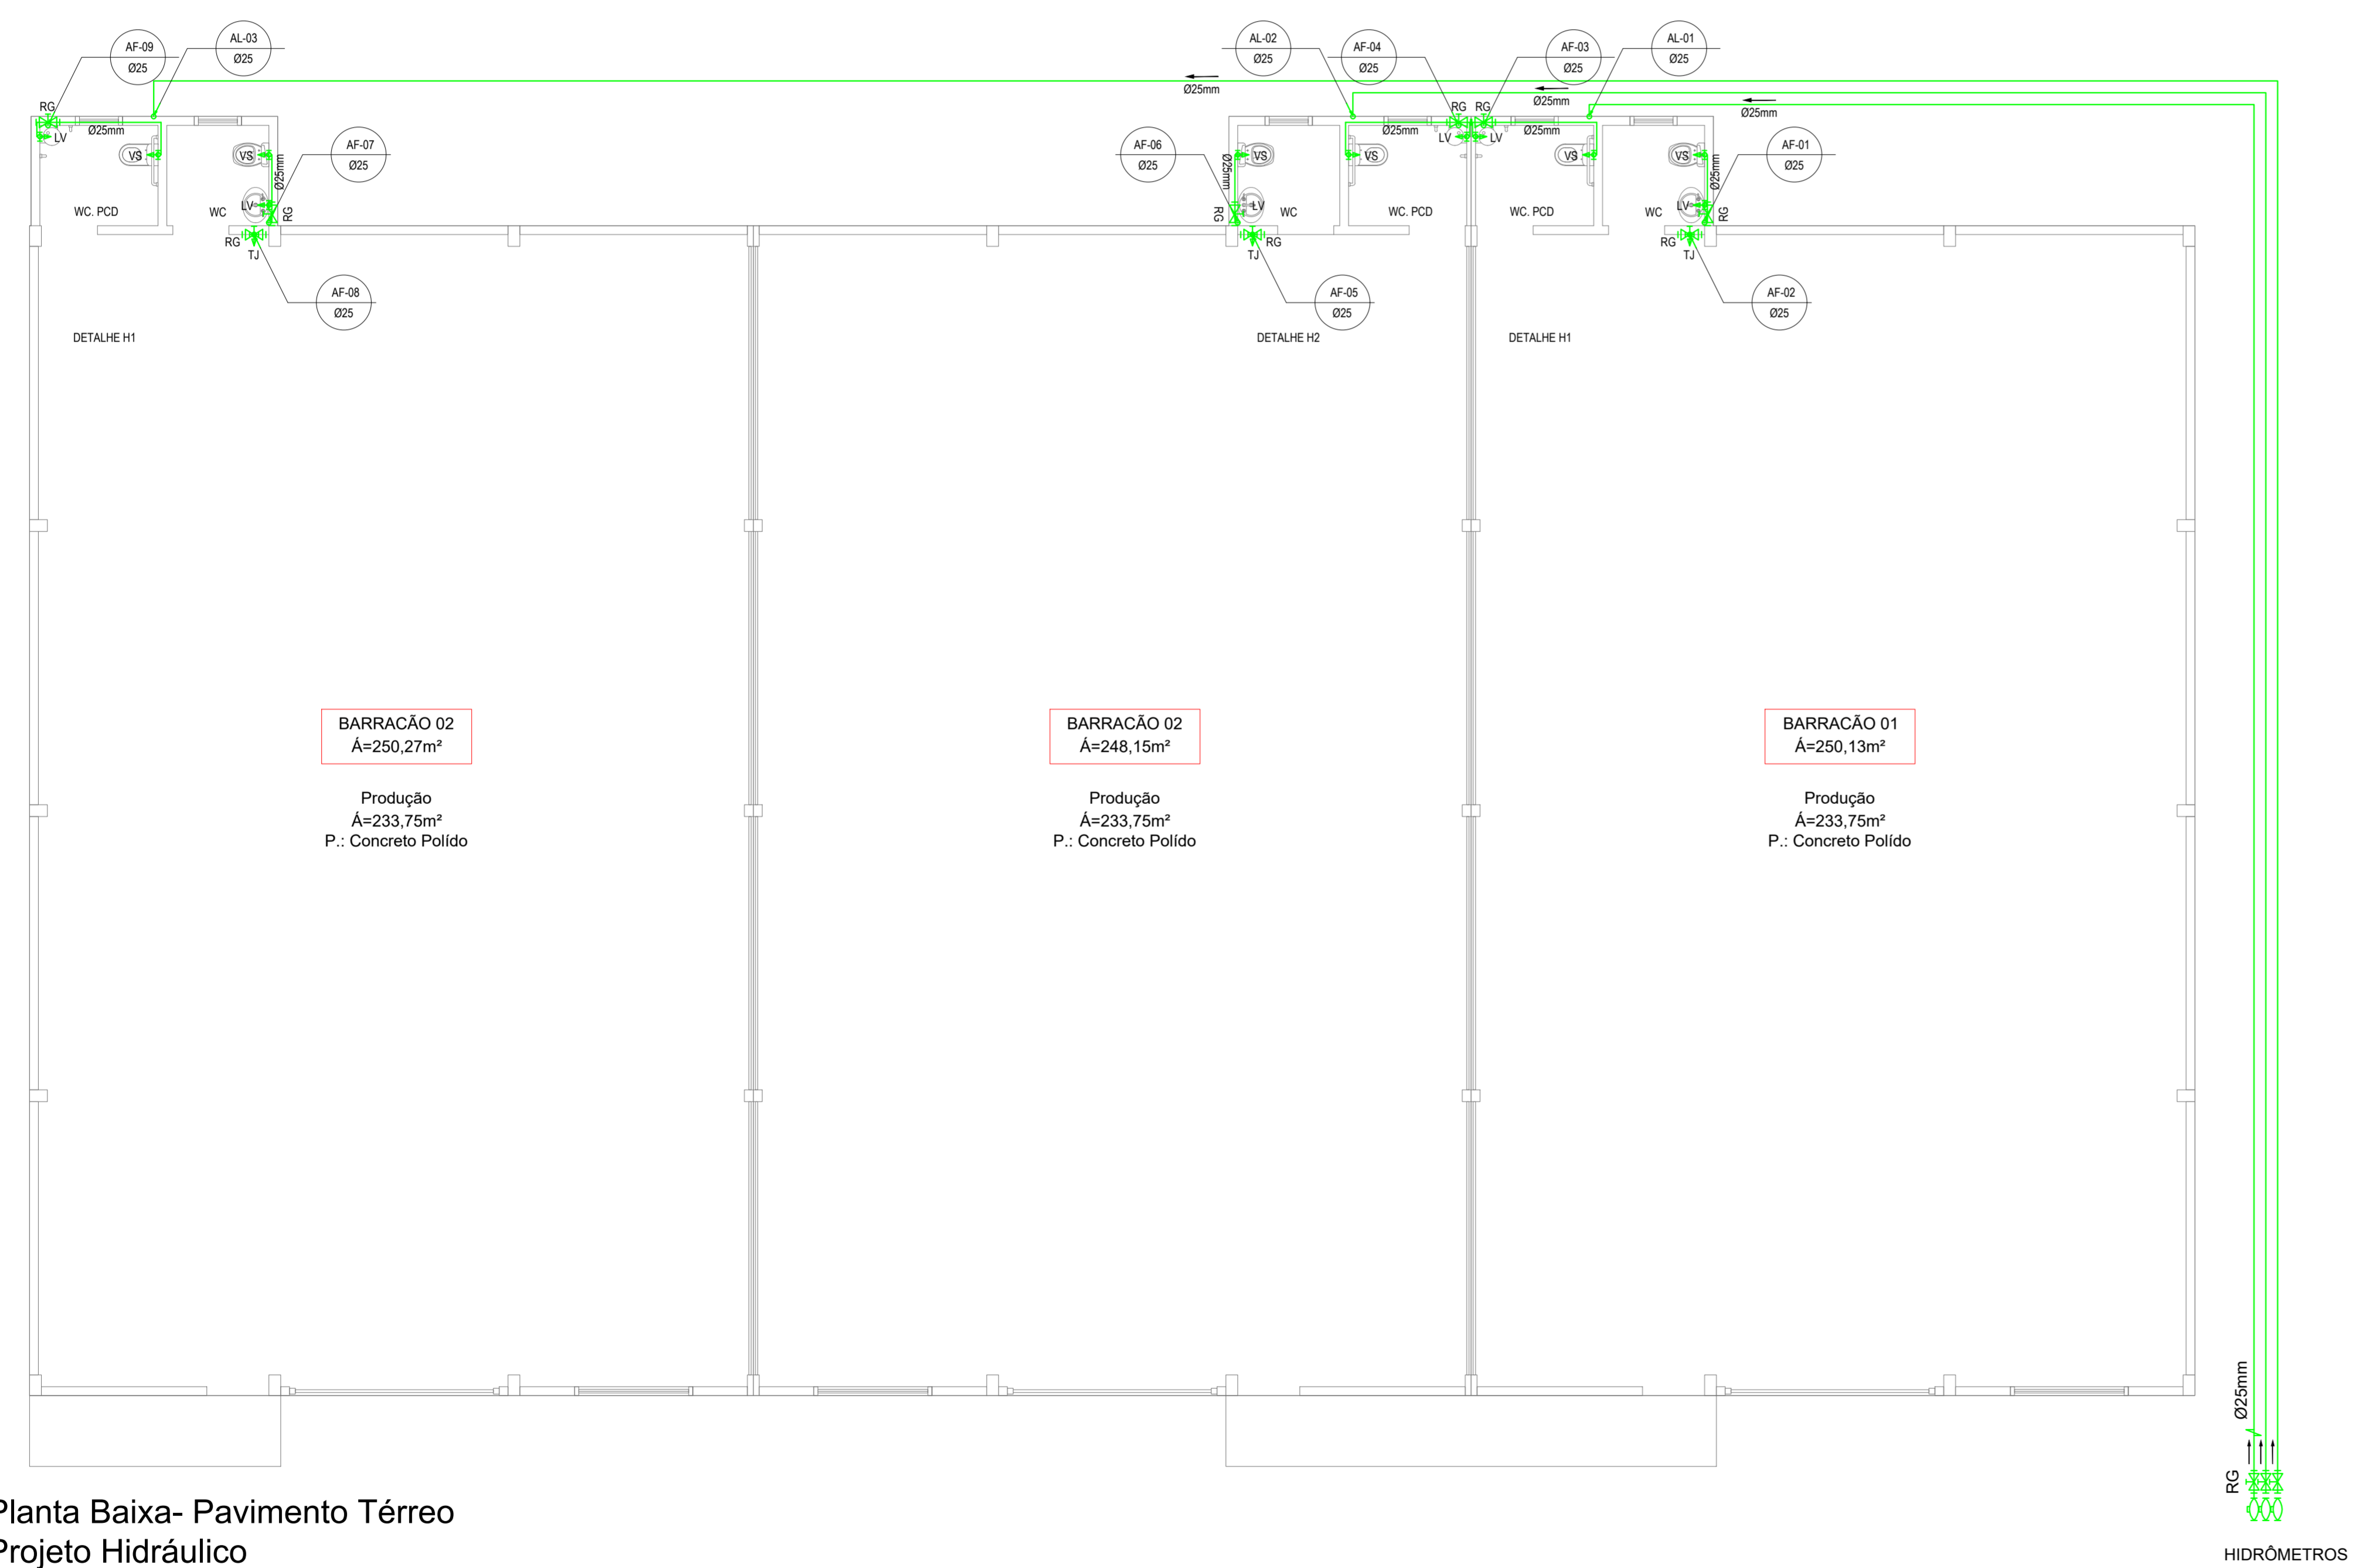 AF-09
Ø25
AL-03
Ø25
AL-02
Ø25
AF-04
Ø25
AF-03
Ø25
AL-01
Ø25
Ø25mm
Ø25mm
Ø25mm
RG
LV
Ø25mm
VS
VS
Ø25mm
AF-07
Ø25
WC. PCD
WC
LV
RG
RG
TJ
AF-08
Ø25
DETALHE H1
AF-06
Ø25
Ø25mm
VS
RG
LV
WC
RG
TJ
AF-05
Ø25
DETALHE H2
RG
RG
Ø25mm
LV
LV
Ø25mm
VS
VS
WC. PCD
WC. PCD
VS
Ø25mm
AF-01
Ø25
WC
LV
RG
RG
TJ
AF-02
Ø25
DETALHE H1
BARRACÃO 02
Á=250,27m²
Produção
Á=233,75m²
P.: Concreto Polído
BARRACÃO 02
Á=248,15m²
Produção
Á=233,75m²
P.: Concreto Polído
BARRACÃO 01
Á=250,13m²
Produção
Á=233,75m²
P.: Concreto Polído
Ø25mm
RG
HIDRÔMETROS
Planta Baixa- Pavimento Térreo
Projeto Hidráulico